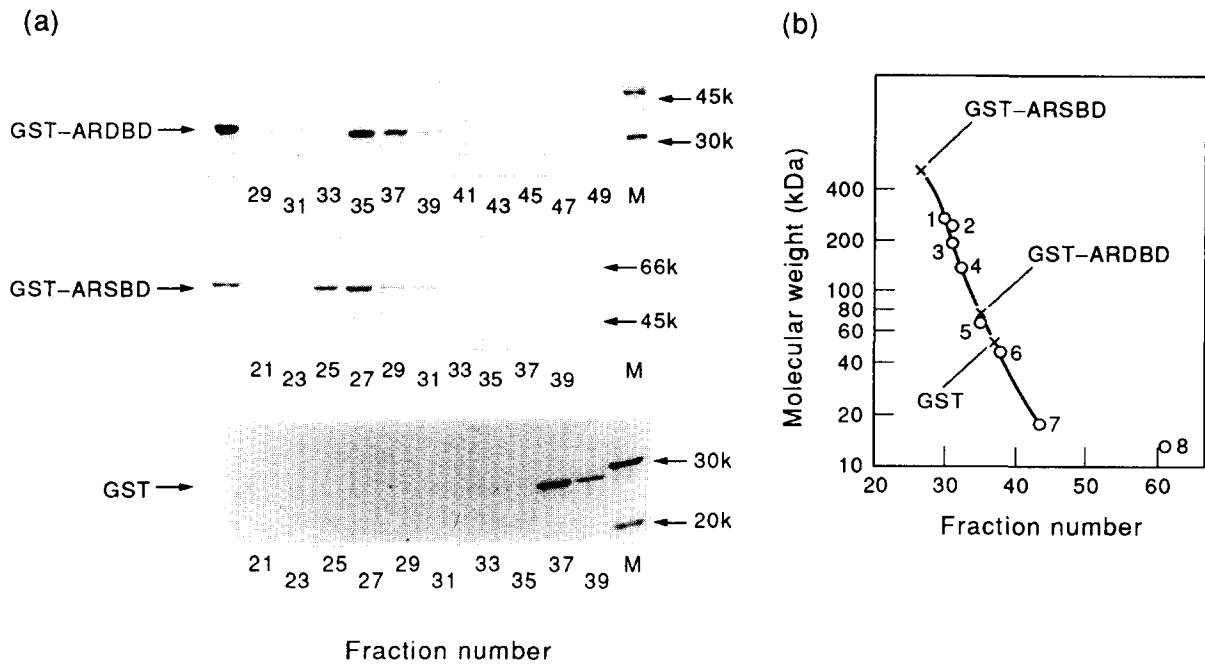 (a)
GST–ARDBD
45k
30k
29 31 33 35 37 39 41 43 45 47 49 M
GST–ARSBD
66k
45k
21 23 25 27 29 31 33 35 37 39 M
GST
30k
20k
21 23 25 27 29 31 33 35 37 39 M
Fraction number
(b)
GST–ARSBD
GST–ARDBD
GST
1
2
3
4
5
6
7
8
Molecular weight (kDa)
400
200
100
80
60
40
20
10
20 30 40 50 60
Fraction number